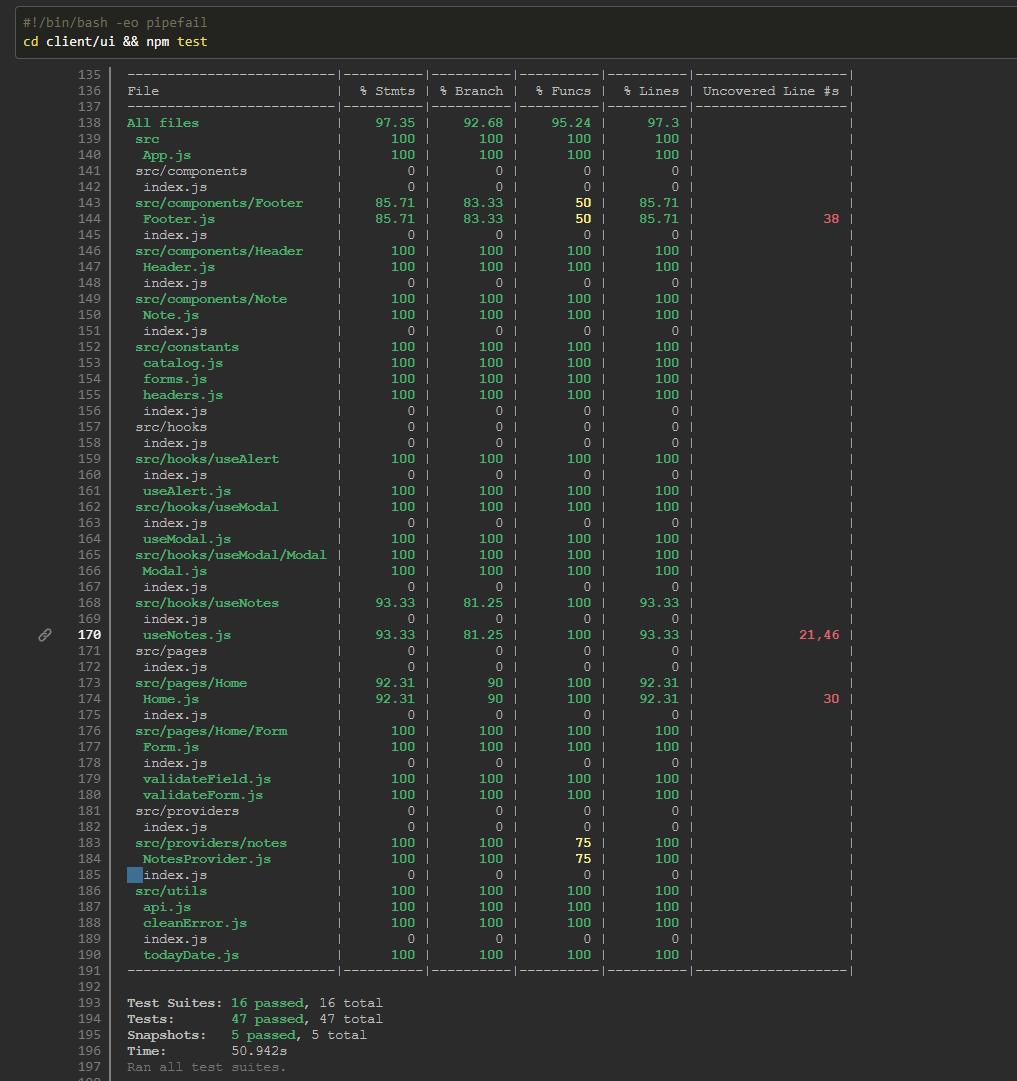 #!/bin/bash -eo pipefail
cd client/ui && npm test
135 --------------------------|----------|----------|----------|----------|-------------------|
136 File | % Stmts | % Branch | % Funcs | % Lines | Uncovered Line #s |
137 --------------------------|----------|----------|----------|----------|-------------------|
138 All files | 97.35 | 92.68 | 95.24 | 97.3 | |
139 src | 100 | 100 | 100 | 100 | |
140 App.js | 100 | 100 | 100 | 100 | |
141 src/components | 0 | 0 | 0 | 0 | |
142 index.js | 0 | 0 | 0 | 0 | |
143 src/components/Footer | 85.71 | 83.33 | 50 | 85.71 | |
144 Footer.js | 85.71 | 83.33 | 50 | 85.71 | 38 |
145 index.js | 0 | 0 | 0 | 0 | |
146 src/components/Header | 100 | 100 | 100 | 100 | |
147 Header.js | 100 | 100 | 100 | 100 | |
148 index.js | 0 | 0 | 0 | 0 | |
149 src/components/Note | 100 | 100 | 100 | 100 | |
150 Note.js | 100 | 100 | 100 | 100 | |
151 index.js | 0 | 0 | 0 | 0 | |
152 src/constants | 100 | 100 | 100 | 100 | |
153 catalog.js | 100 | 100 | 100 | 100 | |
154 forms.js | 100 | 100 | 100 | 100 | |
155 headers.js | 100 | 100 | 100 | 100 | |
156 index.js | 0 | 0 | 0 | 0 | |
157 src/hooks | 0 | 0 | 0 | 0 | |
158 index.js | 0 | 0 | 0 | 0 | |
159 src/hooks/useAlert | 100 | 100 | 100 | 100 | |
160 index.js | 0 | 0 | 0 | 0 | |
161 useAlert.js | 100 | 100 | 100 | 100 | |
162 src/hooks/useModal | 100 | 100 | 100 | 100 | |
163 index.js | 0 | 0 | 0 | 0 | |
164 useModal.js | 100 | 100 | 100 | 100 | |
165 src/hooks/useModal/Modal | 100 | 100 | 100 | 100 | |
166 Modal.js | 100 | 100 | 100 | 100 | |
167 index.js | 0 | 0 | 0 | 0 | |
168 src/hooks/useNotes | 93.33 | 81.25 | 100 | 93.33 | |
169 index.js | 0 | 0 | 0 | 0 | |
170 useNotes.js | 93.33 | 81.25 | 100 | 93.33 | 21,46 |
171 src/pages | 0 | 0 | 0 | 0 | |
172 index.js | 0 | 0 | 0 | 0 | |
173 src/pages/Home | 92.31 | 90 | 100 | 92.31 | |
174 Home.js | 92.31 | 90 | 100 | 92.31 | 30 |
175 index.js | 0 | 0 | 0 | 0 | |
176 src/pages/Home/Form | 100 | 100 | 100 | 100 | |
177 Form.js | 100 | 100 | 100 | 100 | |
178 index.js | 0 | 0 | 0 | 0 | |
179 validateField.js | 100 | 100 | 100 | 100 | |
180 validateForm.js | 100 | 100 | 100 | 100 | |
181 src/providers | 0 | 0 | 0 | 0 | |
182 index.js | 0 | 0 | 0 | 0 | |
183 src/providers/notes | 100 | 100 | 75 | 100 | |
184 NotesProvider.js | 100 | 100 | 75 | 100 | |
185 index.js | 0 | 0 | 0 | 0 | |
186 src/utils | 100 | 100 | 100 | 100 | |
187 api.js | 100 | 100 | 100 | 100 | |
188 cleanError.js | 100 | 100 | 100 | 100 | |
189 index.js | 0 | 0 | 0 | 0 | |
190 todayDate.js | 100 | 100 | 100 | 100 | |
191 --------------------------|----------|----------|----------|----------|-------------------|
192
193 Test Suites: 16 passed, 16 total
194 Tests: 47 passed, 47 total
195 Snapshots: 5 passed, 5 total
196 Time: 50.942s
197 Ran all test suites.